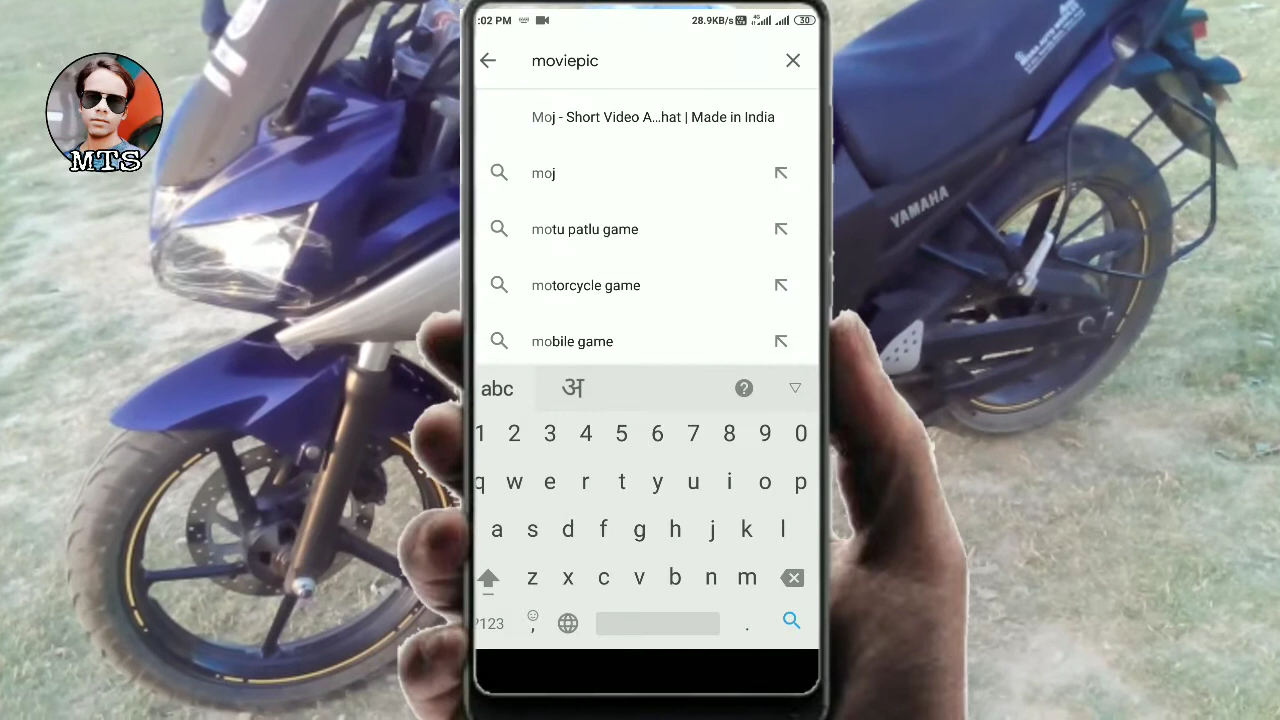 :02 PM 28.9KB/s 4G 30
moviepic
Moj - Short Video A...hat | Made in India
moj
motu patlu game
motorcycle game
mobile game
abc अ ?
1 2 3 4 5 6 7 8 9 0
q w e r t y u i o p
a s d f g h j k l
z x c v b n m
?123 , .
MTS
YAMAHA